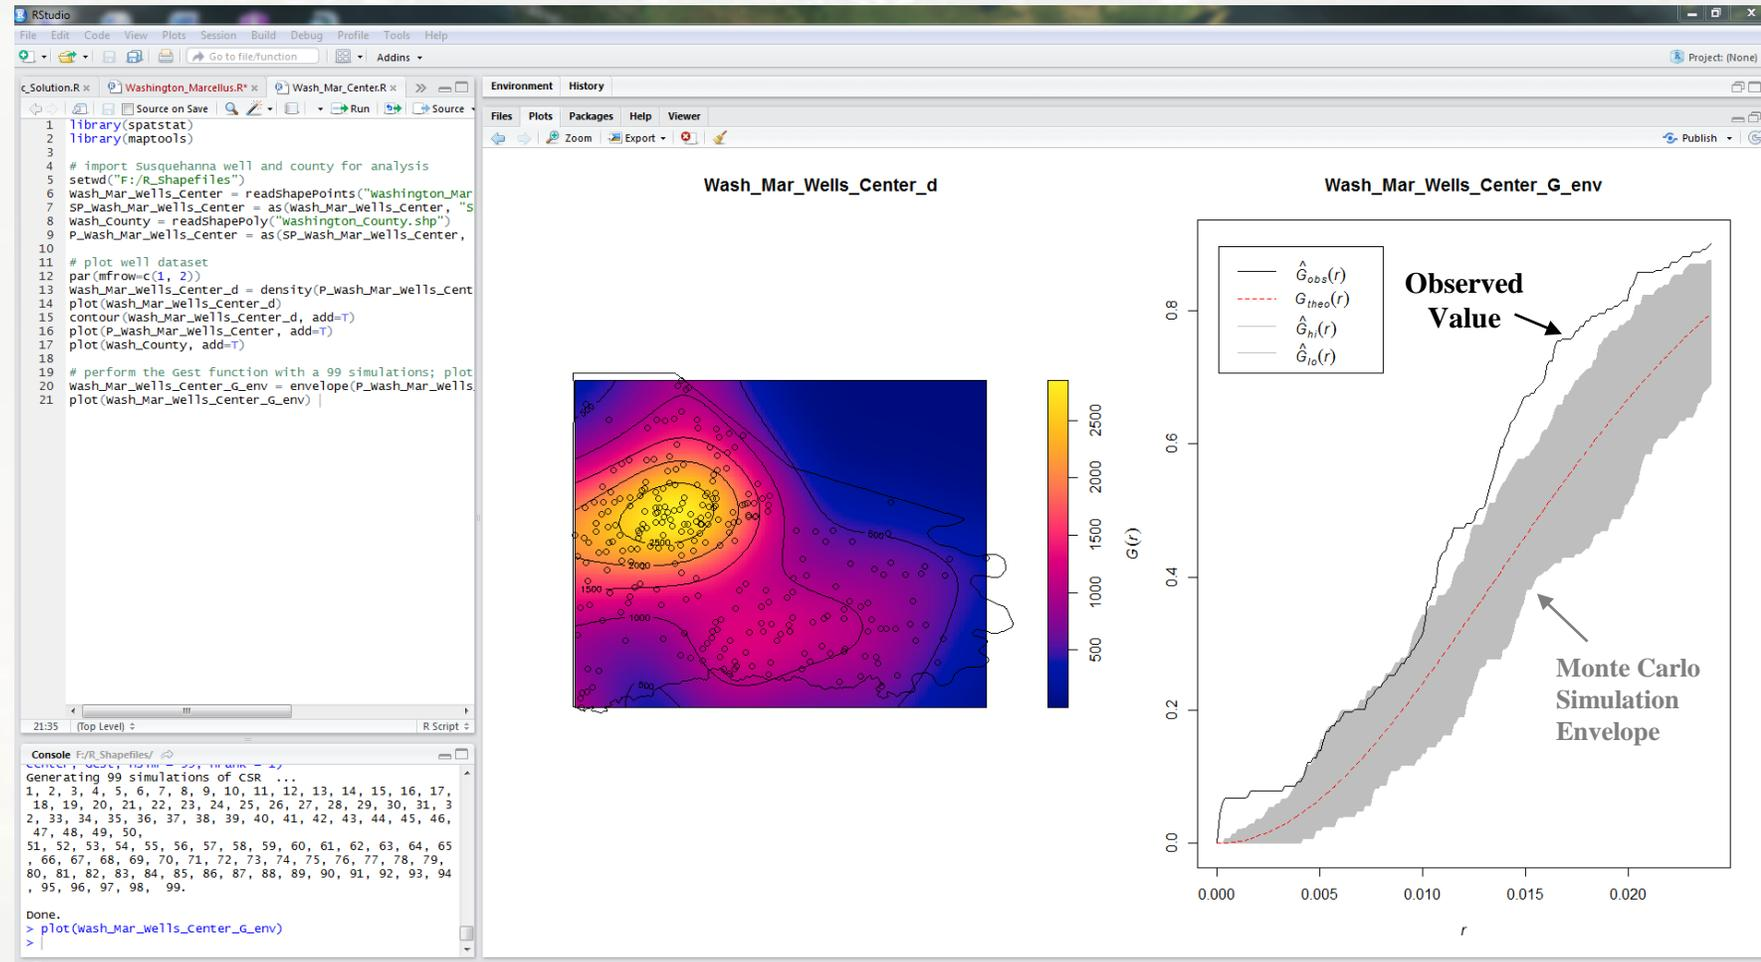 RStudio
File Edit Code View Plots Session Build Debug Profile Tools Help
Go to file/function
Addins
Project: (None)
c_Solution.R
Washington_Marcellus.R*
Wash_Mar_Center.R
Source on Save
Run
Source
1 library(spatstat)
2 library(maptools)
3
4 # import Susquehanna well and county for analysis
5 setwd("F:/R_Shapefiles")
6 Wash_Mar_Wells_Center = readShapePoints("Washington_Mar
7 SP_Wash_Mar_Wells_Center = as(Wash_Mar_Wells_Center, "S
8 Wash_County = readShapePoly("Washington_County.shp")
9 P_Wash_Mar_Wells_Center = as(SP_Wash_Mar_Wells_Center,
10
11 # plot well dataset
12 par(mfrow=c(1, 2))
13 Wash_Mar_Wells_Center_d = density(P_Wash_Mar_Wells_Cent
14 plot(Wash_Mar_Wells_Center_d)
15 contour(Wash_Mar_Wells_Center_d, add=T)
16 plot(P_Wash_Mar_Wells_Center, add=T)
17 plot(Wash_County, add=T)
18
19 # perform the Gest function with a 99 simulations; plot
20 Wash_Mar_Wells_Center_G_env = envelope(P_Wash_Mar_Wells_
21 plot(Wash_Mar_Wells_Center_G_env)
21:35 (Top Level) R Script
Console F:/R_Shapefiles/
Generating 99 simulations of CSR ...
1, 2, 3, 4, 5, 6, 7, 8, 9, 10, 11, 12, 13, 14, 15, 16, 17,
18, 19, 20, 21, 22, 23, 24, 25, 26, 27, 28, 29, 30, 31, 3
2, 33, 34, 35, 36, 37, 38, 39, 40, 41, 42, 43, 44, 45, 46,
47, 48, 49, 50,
51, 52, 53, 54, 55, 56, 57, 58, 59, 60, 61, 62, 63, 64, 65
, 66, 67, 68, 69, 70, 71, 72, 73, 74, 75, 76, 77, 78, 79,
80, 81, 82, 83, 84, 85, 86, 87, 88, 89, 90, 91, 92, 93, 94
, 95, 96, 97, 98, 99.
Done.
> plot(Wash_Mar_Wells_Center_G_env)
>
Environment History
Files Plots Packages Help Viewer
Zoom Export
Publish
Wash_Mar_Wells_Center_d
500
2500
2000
1500
1000
500
500
2500
2000
1500
1000
500
Wash_Mar_Wells_Center_G_env
Ĝobs(r)
Gtheo(r)
Ĝhi(r)
Ĝlo(r)
Observed
Value
Monte Carlo
Simulation
Envelope
G(r)
0.8
0.6
0.4
0.2
0.0
0.000 0.005 0.010 0.015 0.020
r